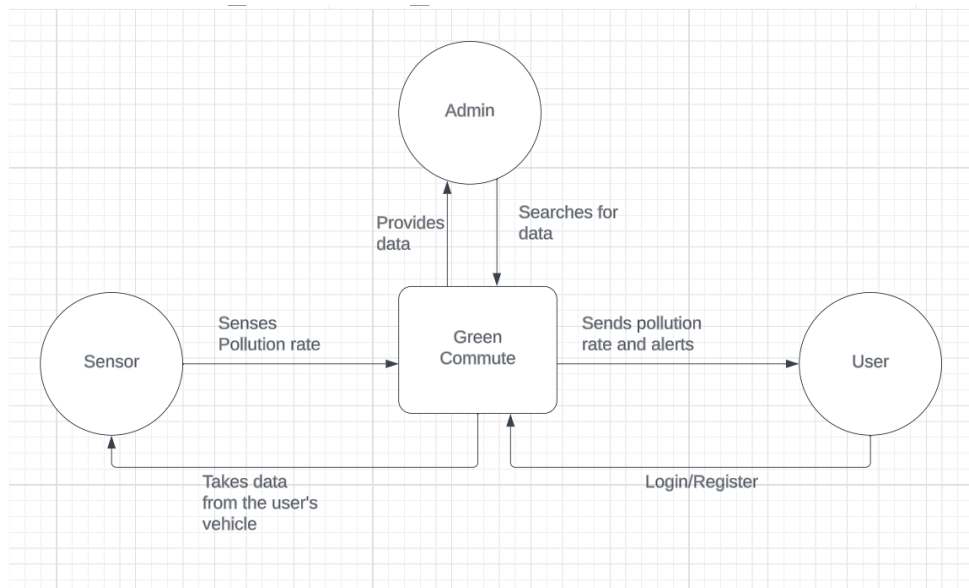 Admin
Provides
data
Searches for
data
Senses
Pollution rate
Green
Commute
Sends pollution
rate and alerts
Sensor
User
Takes data
from the user's
vehicle
Login/Register